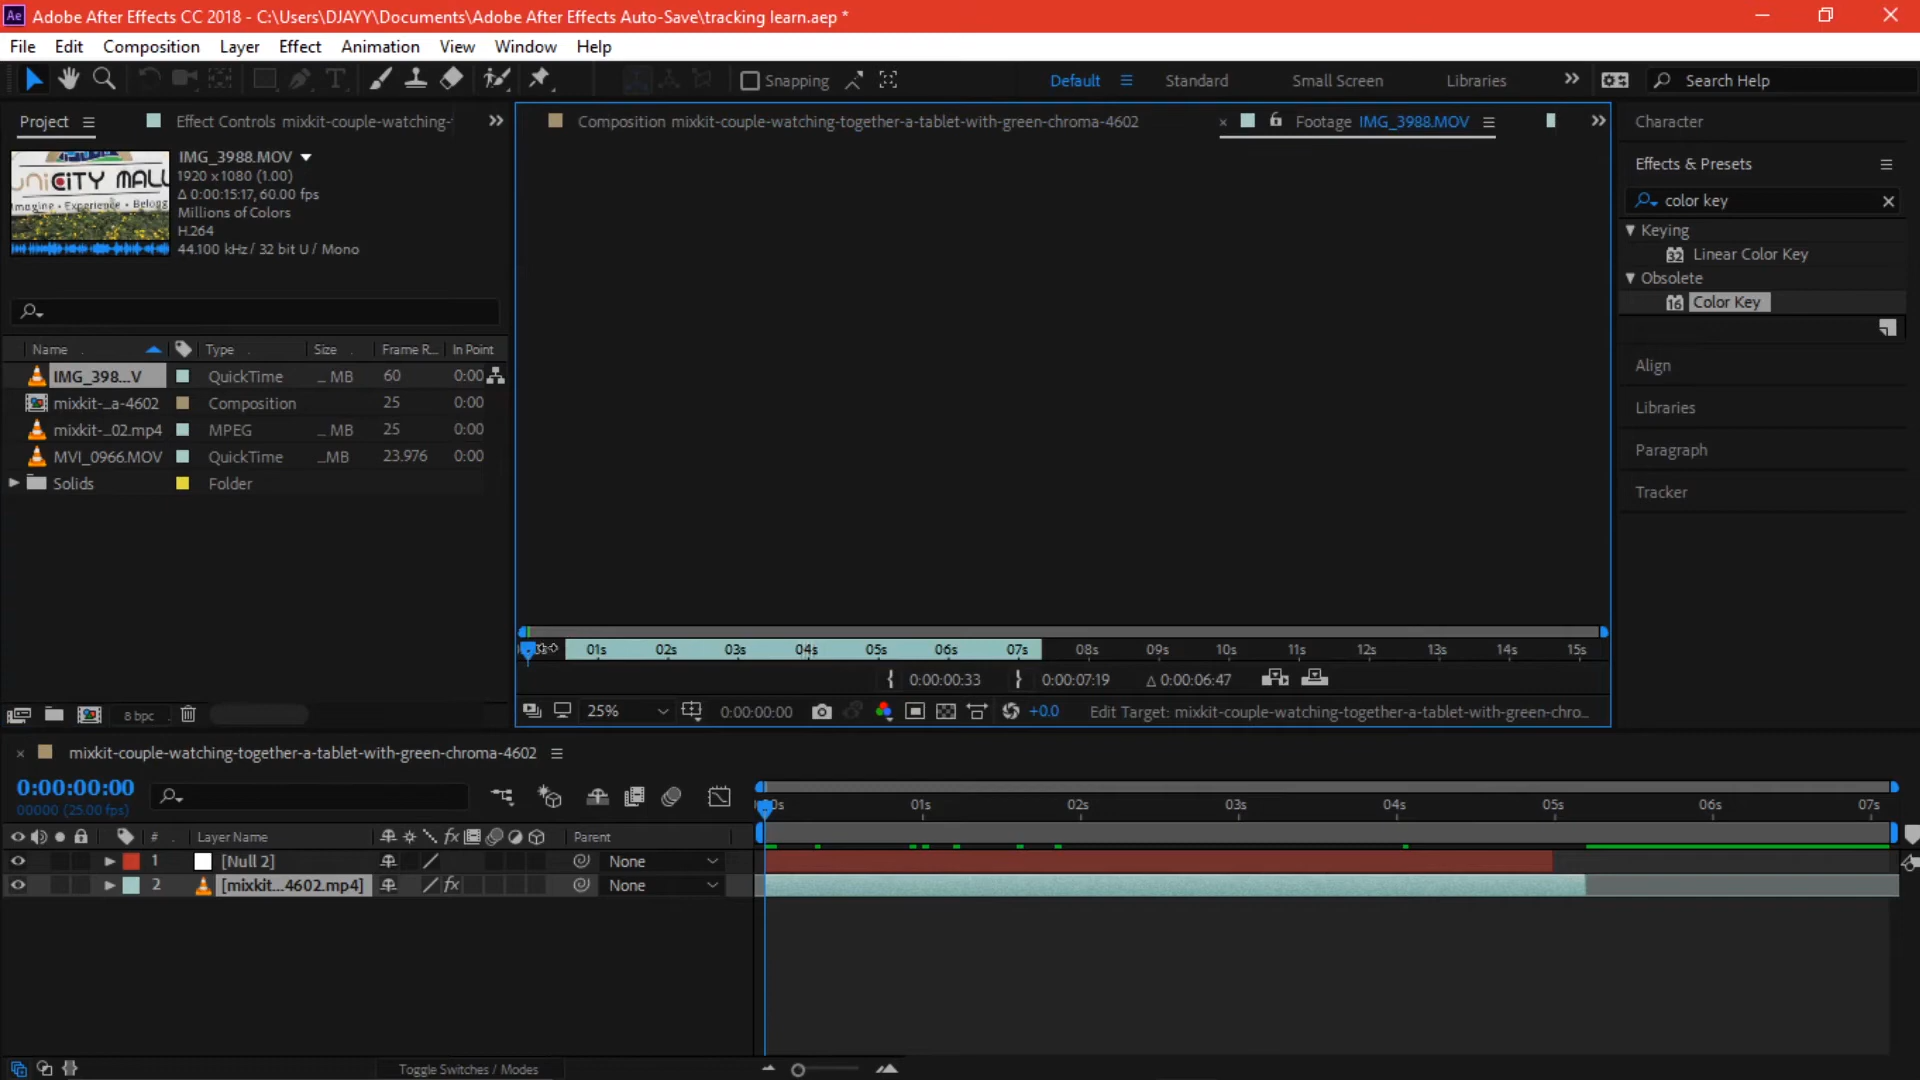 Adobe After Effects CC 2018 - C:\Users\DJAYY\Documents\Adobe After Effects Auto-Save\tracking learn.aep *
File Edit Composition Layer Effect Animation View Window Help
Snapping Default Standard Small Screen Libraries Search Help
Project Effect Controls mixkit-couple-watching-
Composition mixkit-couple-watching-together-a-tablet-with-green-chroma-4602
Footage IMG_3988.MOV
Character
IMG_3988.MOV
1920 x 1080 (1.00)
Δ 0:00:15:17, 60.00 fps
Millions of Colors
H.264
44.100 kHz / 32 bit U / Mono
UNICITY MALL
Imagine • Experience • Belogg
Effects & Presets
color key
Keying
Linear Color Key
Obsolete
Color Key
Align
Libraries
Paragraph
Tracker
Name Type Size Frame R... In Point
IMG_398...V QuickTime ... MB 60 0:00
mixkit-...a-4602 Composition 25 0:00
mixkit-...02.mp4 MPEG ... MB 25 0:00
MVI_0966.MOV QuickTime ...MB 23.976 0:00
Solids Folder
01s 02s 03s 04s 05s 06s 07s 08s 09s 10s 11s 12s 13s 14s 15s
0:00:00:33 0:00:07:19 Δ 0:00:06:47
8 bpc
25% 0:00:00:00 +0.0 Edit Target: mixkit-couple-watching-together-a-tablet-with-green-chro...
mixkit-couple-watching-together-a-tablet-with-green-chroma-4602
0:00:00:00
00000 (25.00 fps)
01s 02s 03s 04s 05s 06s 07s
# Layer Name Parent
1 [Null 2] None
2 [mixkit...4602.mp4] None
Toggle Switches / Modes